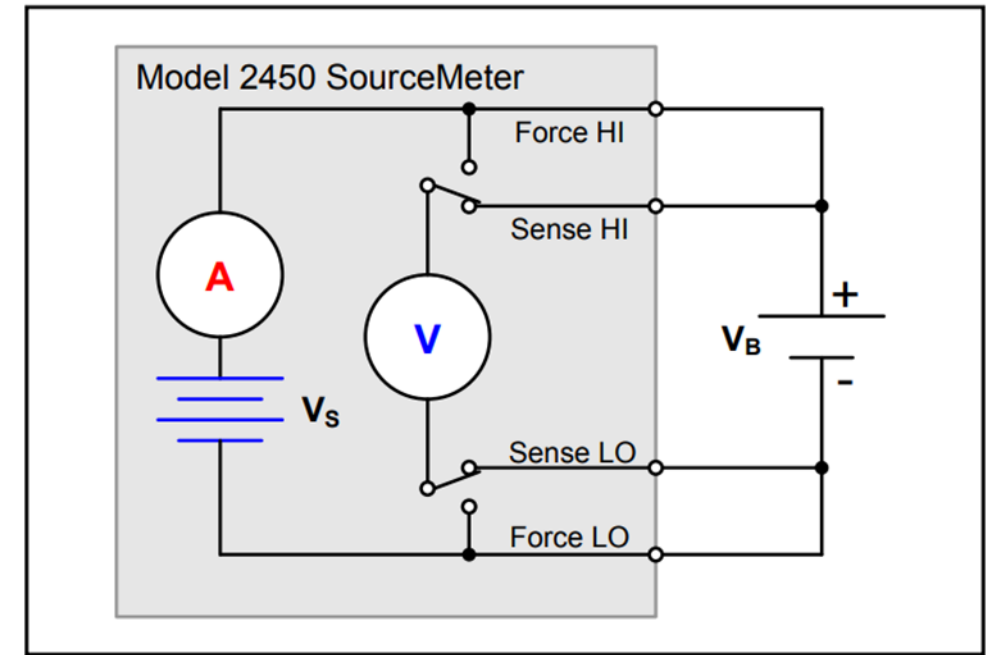 Model 2450 SourceMeter
Force HI
Sense HI
A
+
V
VB
-
VS
Sense LO
Force LO